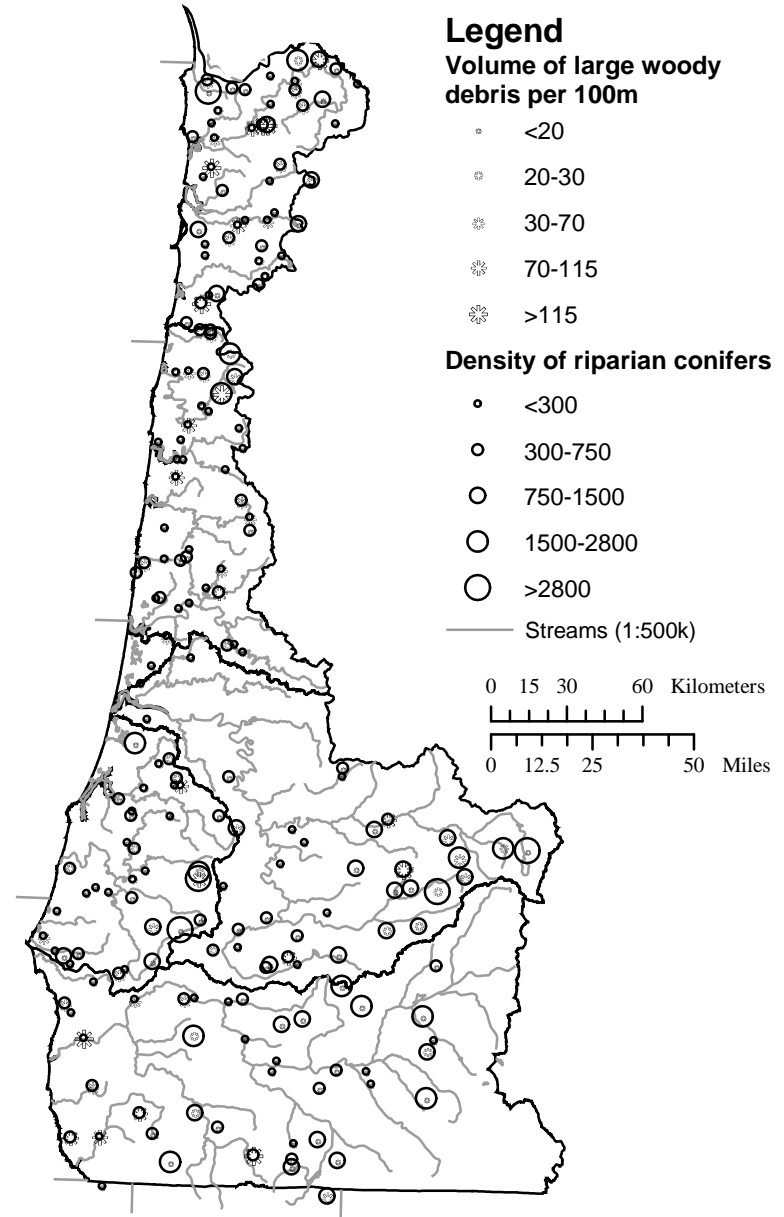 Legend
Volume of large woody
debris per 100m
<20
20-30
30-70
70-115
>115
Density of riparian conifers
<300
300-750
750-1500
1500-2800
>2800
Streams (1:500k)
0 15 30 60 Kilometers
0 12.5 25 50 Miles